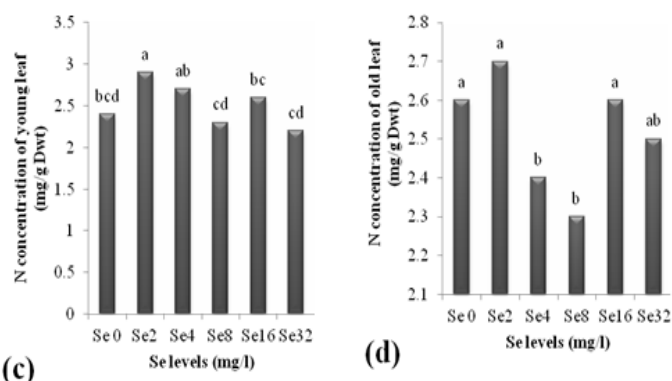 N concentration of young leaf
(mg/g Dwt)
3.5
3
2.5
2
1.5
1
0.5
0
bcd
a
ab
cd
bc
cd
Se 0 Se2 Se4 Se8 Se16 Se32
Se levels (mg/l)
(c)
N concentration of old leaf
(mg/g Dwt)
2.8
2.7
2.6
2.5
2.4
2.3
2.2
2.1
a
a
b
b
a
ab
Se 0 Se2 Se4 Se8 Se16 Se32
Se levels (mg/l)
(d)